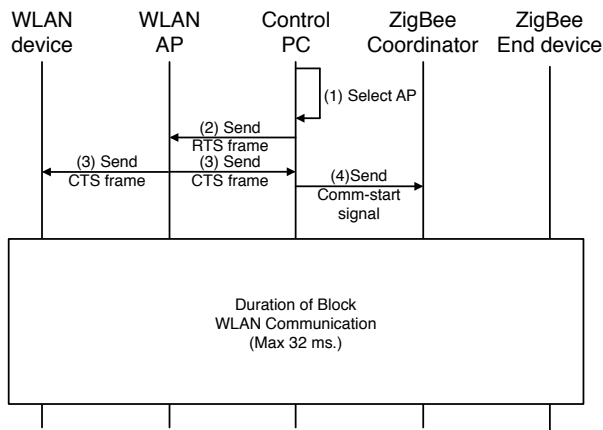 WLAN device
WLAN AP
Control PC
ZigBee Coordinator
ZigBee End device
(1) Select AP
(2) Send
RTS frame
(3) Send
CTS frame
(3) Send
CTS frame
(4)Send
Comm-start
signal
Duration of Block
WLAN Communication
(Max 32 ms.)